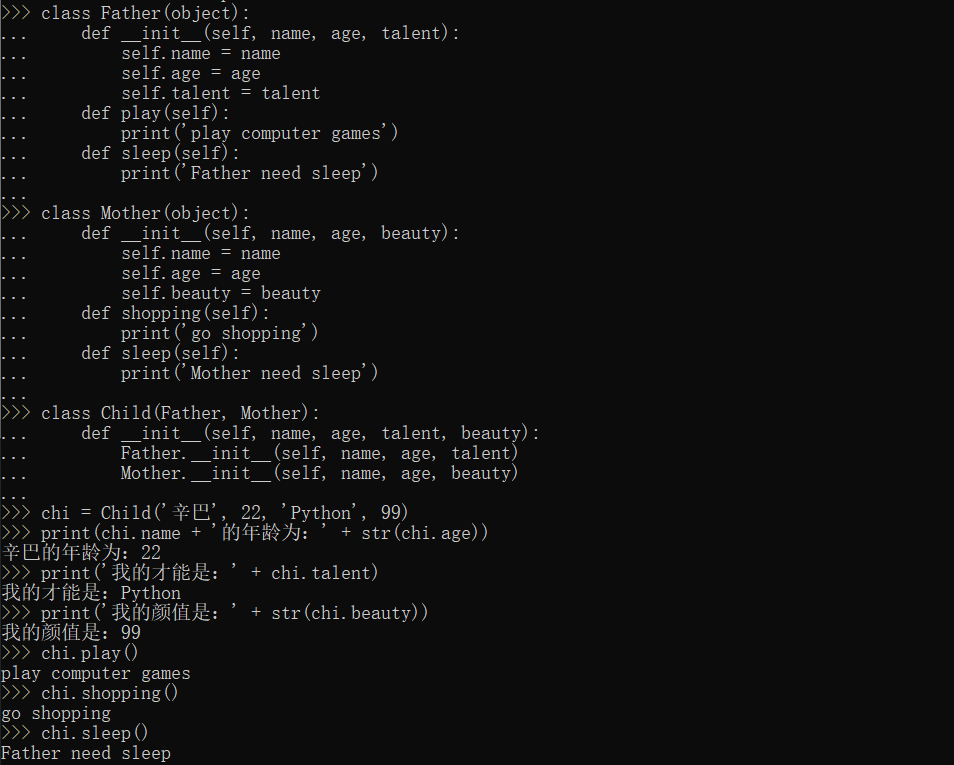 >>> class Father(object):
...     def __init__(self, name, age, talent):
...         self.name = name
...         self.age = age
...         self.talent = talent
...     def play(self):
...         print('play computer games')
...     def sleep(self):
...         print('Father need sleep')
...
>>> class Mother(object):
...     def __init__(self, name, age, beauty):
...         self.name = name
...         self.age = age
...         self.beauty = beauty
...     def shopping(self):
...         print('go shopping')
...     def sleep(self):
...         print('Mother need sleep')
...
>>> class Child(Father, Mother):
...     def __init__(self, name, age, talent, beauty):
...         Father.__init__(self, name, age, talent)
...         Mother.__init__(self, name, age, beauty)
...
>>> chi = Child('辛巴', 22, 'Python', 99)
>>> print(chi.name + '的年龄为：' + str(chi.age))
辛巴的年龄为：22
>>> print('我的才能是：' + chi.talent)
我的才能是：Python
>>> print('我的颜值是：' + str(chi.beauty))
我的颜值是：99
>>> chi.play()
play computer games
>>> chi.shopping()
go shopping
>>> chi.sleep()
Father need sleep